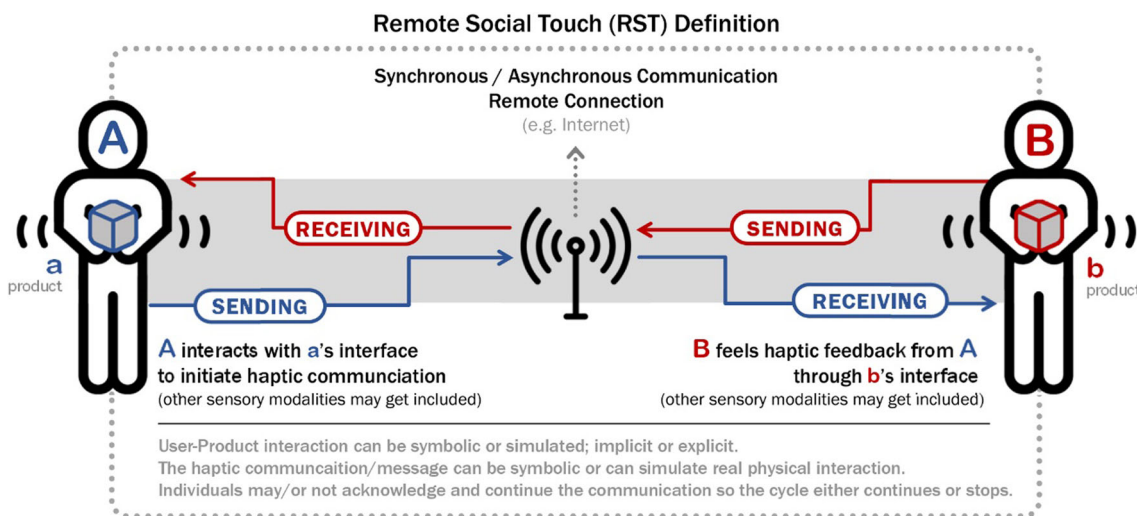 Remote Social Touch (RST) Definition
Synchronous / Asynchronous Communication
Remote Connection
(e.g. Internet)
A
B
RECEIVING
SENDING
a
product
b
product
SENDING
RECEIVING
A interacts with a's interface
to initiate haptic communciation
(other sensory modalities may get included)
B feels haptic feedback from A
through b's interface
(other sensory modalities may get included)
User-Product interaction can be symbolic or simulated; implicit or explicit.
The haptic communcaition/message can be symbolic or can simulate real physical interaction.
Individuals may/or not acknowledge and continue the communication so the cycle either continues or stops.